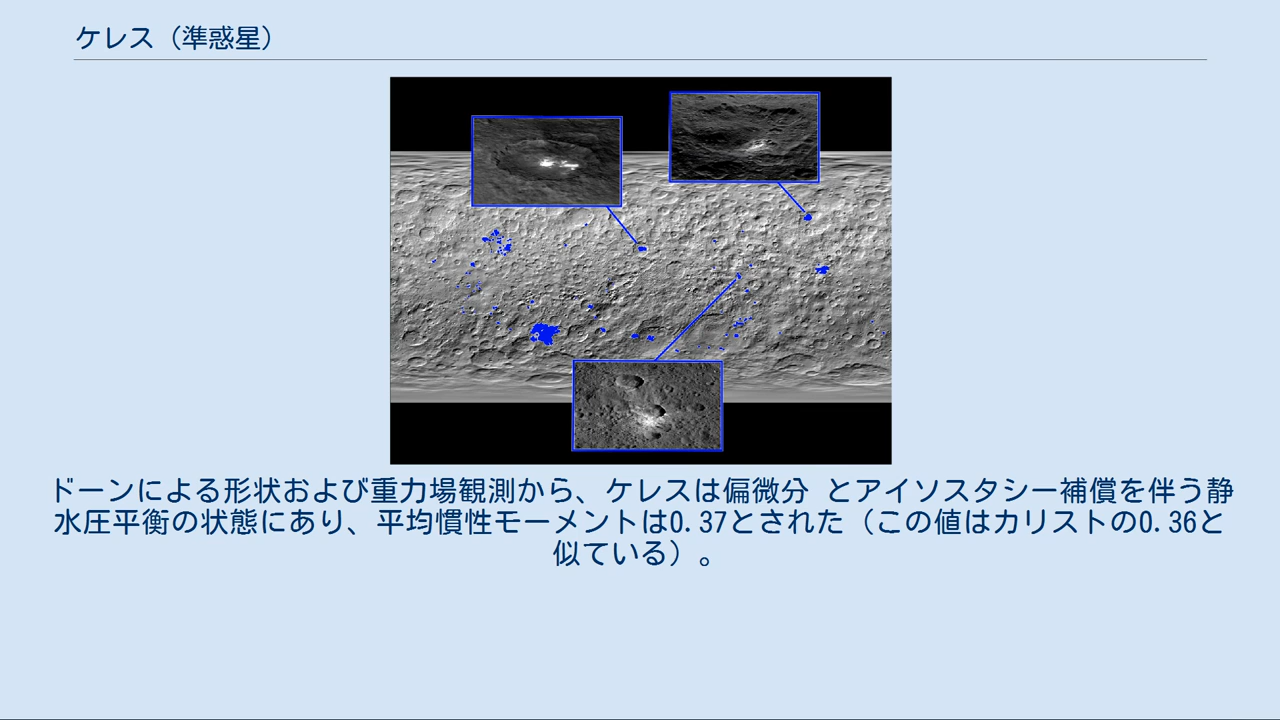 ケレス（準惑星）
ドーンによる形状および重力場観測から、ケレスは偏微分 とアイソスタシー補償を伴う静
水圧平衡の状態にあり、平均慣性モーメントは0.37とされた（この値はカリストの0.36と
似ている）。